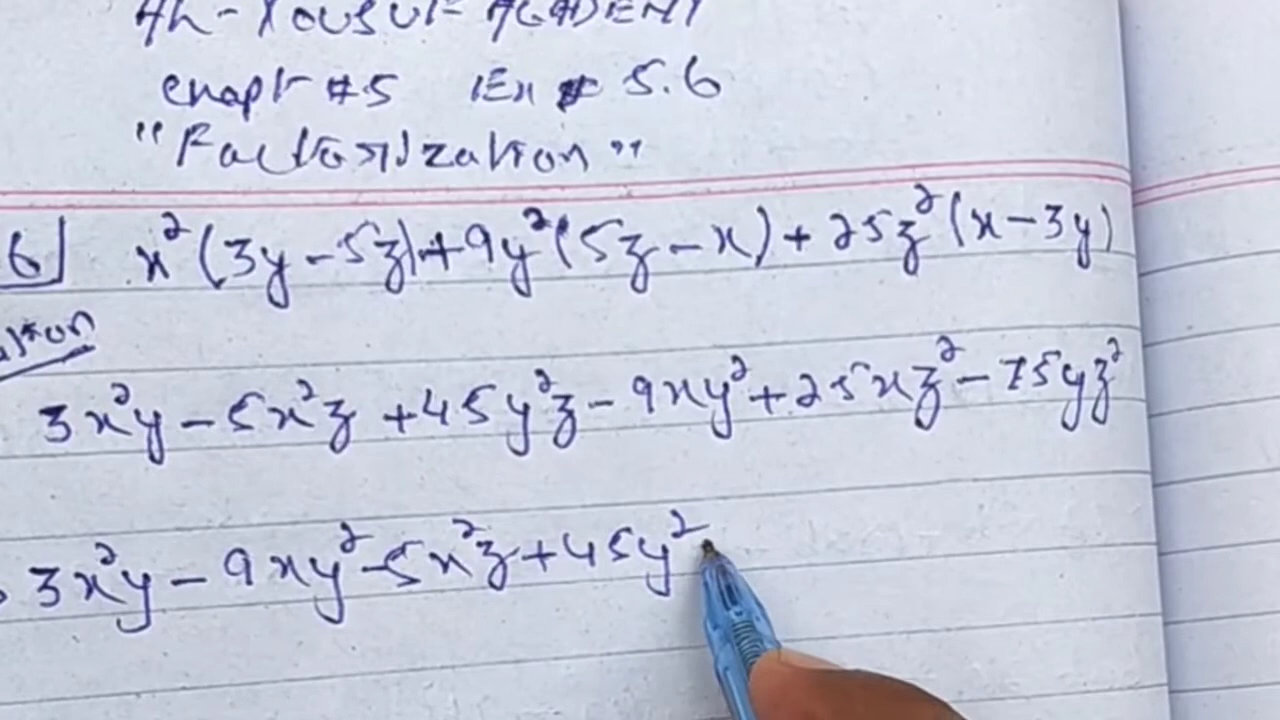 ACADEMY
chapt #5 Ex # 5.6
"Factorization"
6] x²(3y-5z)+9y²(5z-x)+25z²(x-3y)
3x²y-5x²z+45y²z-9xy²+25xz²-75yz²
3x²y-9xy²-5x²z+45y²